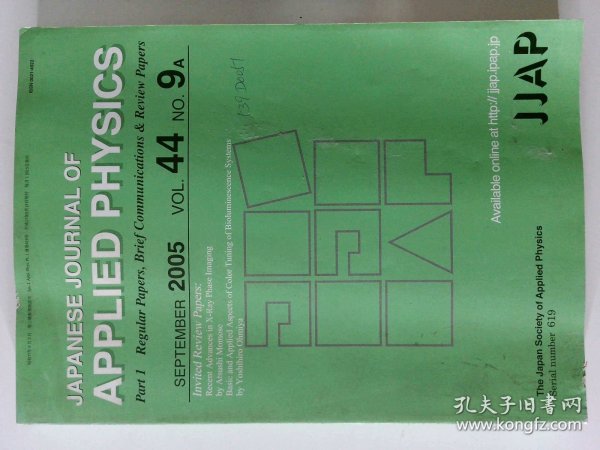 ISSN 0021-4922
JAPANESE JOURNAL OF
APPLIED PHYSICS
Part 1 Regular Papers, Brief Communications & Review Papers
SEPTEMBER 2005 VOL. 44 NO. 9A
Invited Review Papers:
Recent Advances in X-Ray Phase Imaging
by Atsushi Momose
Basic and Applied Aspects of Color Tuning of Bioluminescence Systems
by Yoshihiro Ohmiya
Available online at http://jjap.ipap.jp
JJAP
The Japan Society of Applied Physics
Serial number 619
孔夫子旧书网
www.kongfz.com